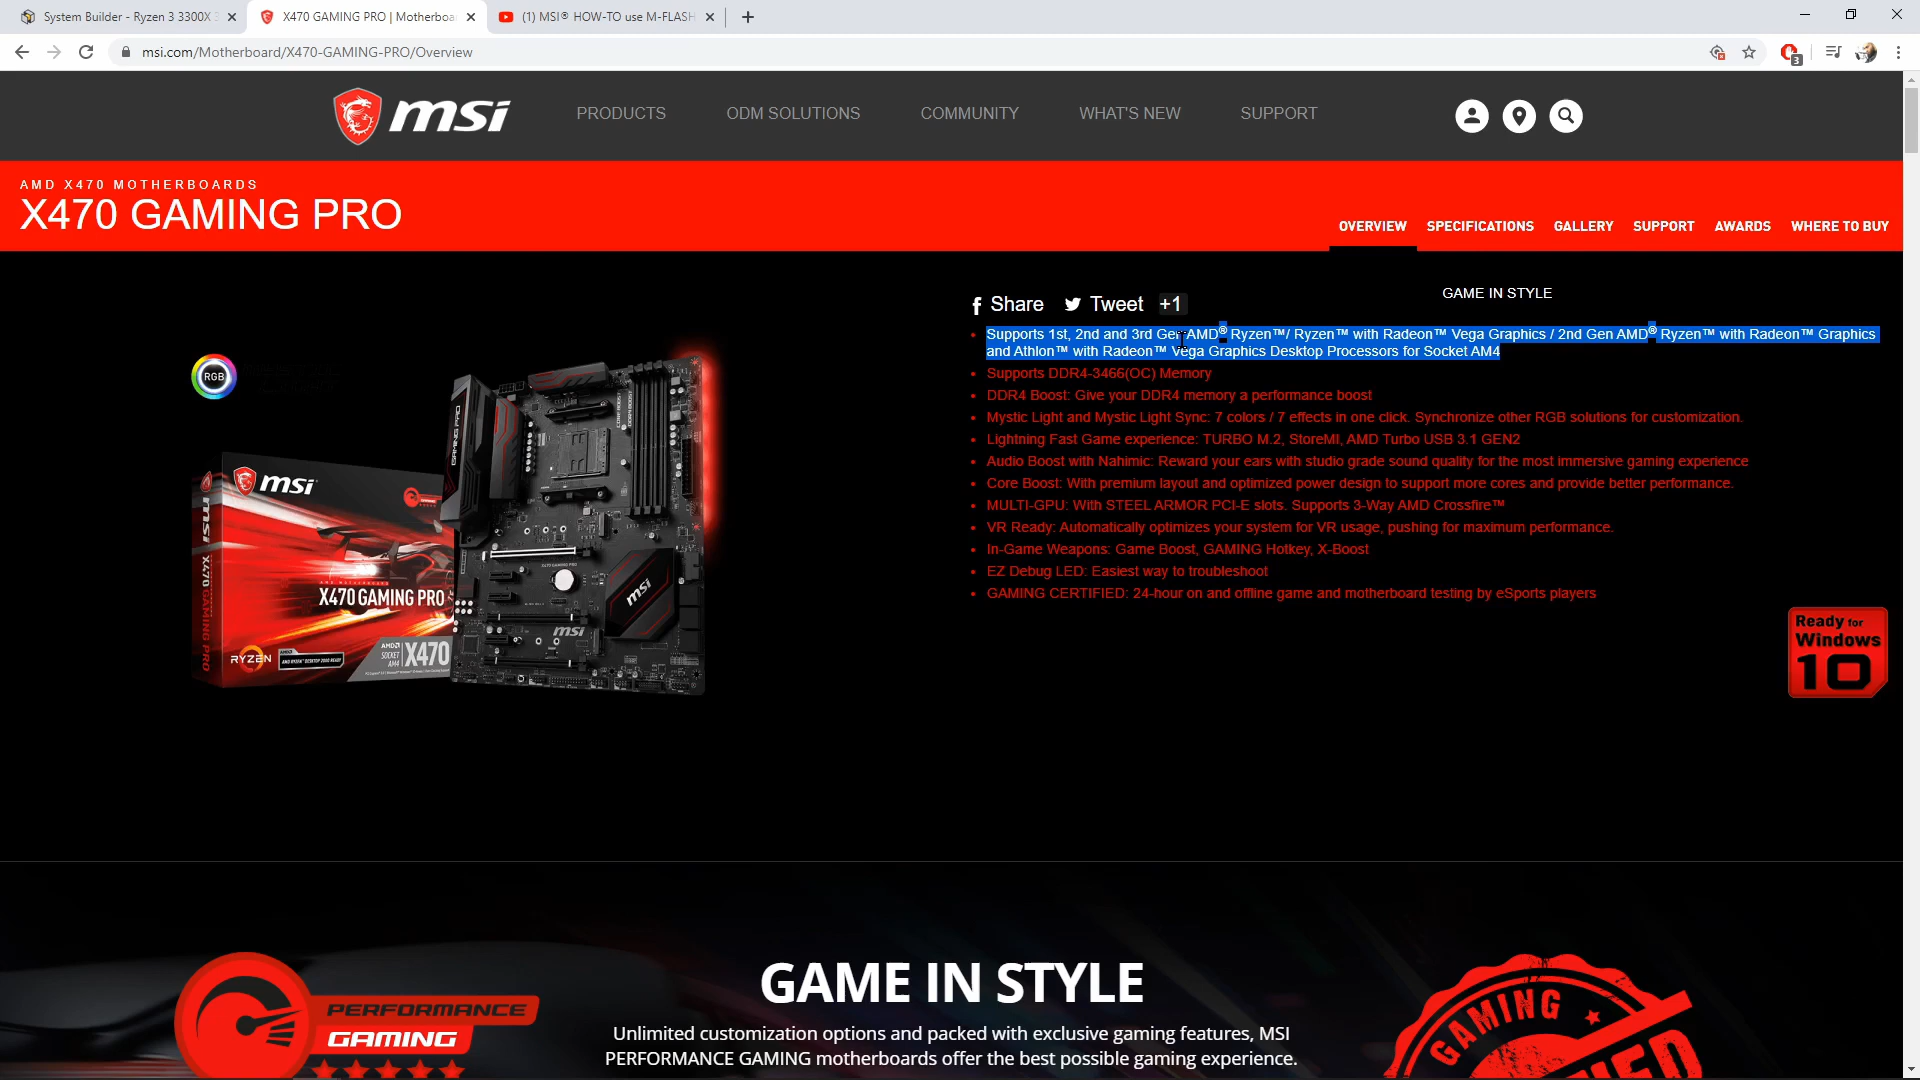 System Builder - Ryzen 3 3300X 3
X470 GAMING PRO | Motherboa
(1) MSI® HOW-TO use M-FLASH
msi.com/Motherboard/X470-GAMING-PRO/Overview
3
msi
PRODUCTS
ODM SOLUTIONS
COMMUNITY
WHAT'S NEW
SUPPORT
AMD X470 MOTHERBOARDS
X470 GAMING PRO
OVERVIEW
SPECIFICATIONS
GALLERY
SUPPORT
AWARDS
WHERE TO BUY
GAME IN STYLE
Share
Tweet
+1
Supports 1st, 2nd and 3rd Gen AMD® Ryzen™/ Ryzen™ with Radeon™ Vega Graphics / 2nd Gen AMD® Ryzen™ with Radeon™ Graphics
and Athlon™ with Radeon™ Vega Graphics Desktop Processors for Socket AM4
Supports DDR4-3466(OC) Memory
DDR4 Boost: Give your DDR4 memory a performance boost
Mystic Light and Mystic Light Sync: 7 colors / 7 effects in one click. Synchronize other RGB solutions for customization.
Lightning Fast Game experience: TURBO M.2, StoreMI, AMD Turbo USB 3.1 GEN2
Audio Boost with Nahimic: Reward your ears with studio grade sound quality for the most immersive gaming experience
Core Boost: With premium layout and optimized power design to support more cores and provide better performance.
MULTI-GPU: With STEEL ARMOR PCI-E slots. Supports 3-Way AMD Crossfire™
VR Ready: Automatically optimizes your system for VR usage, pushing for maximum performance.
In-Game Weapons: Game Boost, GAMING Hotkey, X-Boost
EZ Debug LED: Easiest way to troubleshoot
GAMING CERTIFIED: 24-hour on and offline game and motherboard testing by eSports players
RGB
msi
X470 GAMING PRO
msi X470 GAMING PRO
RYZEN
AMD
SOCKET
AM4
X470
GAMING PRO
msi
msi
Ready for
Windows
10
GAME IN STYLE
Unlimited customization options and packed with exclusive gaming features, MSI
PERFORMANCE GAMING motherboards offer the best possible gaming experience.
PERFORMANCE
GAMING
GAMING